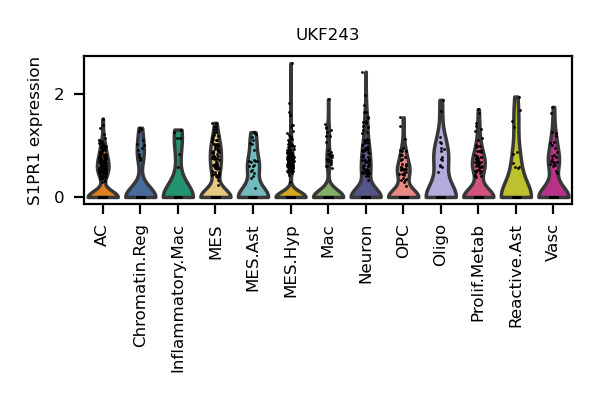 UKF243
S1PR1 expression
2
0
AC
Chromatin.Reg
Inflammatory.Mac
MES
MES.Ast
MES.Hyp
Mac
Neuron
OPC
Oligo
Prolif.Metab
Reactive.Ast
Vasc